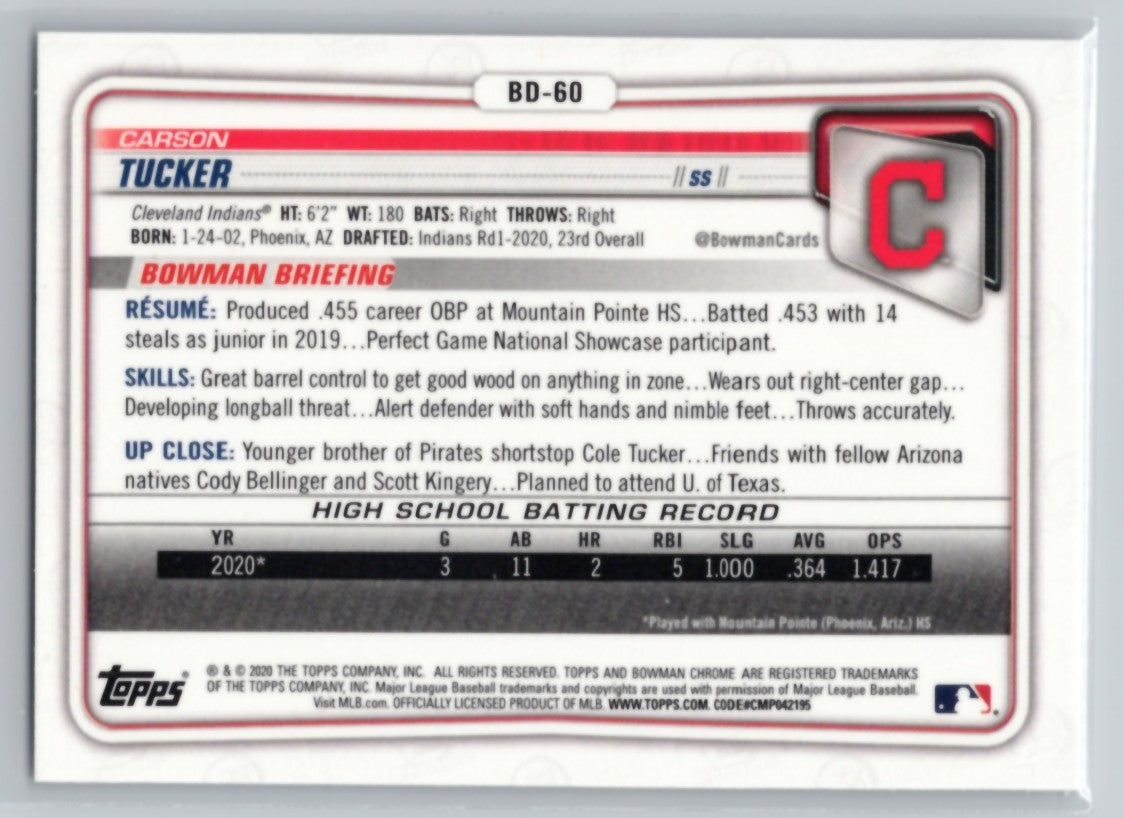 BD-60
CARSON
TUCKER
// SS //
Cleveland Indians® HT: 6'2" WT: 180 BATS: Right THROWS: Right
BORN: 1-24-02, Phoenix, AZ DRAFTED: Indians Rd1-2020, 23rd Overall @BowmanCards
C
BOWMAN BRIEFING
RÉSUMÉ: Produced .455 career OBP at Mountain Pointe HS...Batted .453 with 14
steals as junior in 2019...Perfect Game National Showcase participant.
SKILLS: Great barrel control to get good wood on anything in zone...Wears out right-center gap...
Developing longball threat...Alert defender with soft hands and nimble feet...Throws accurately.
UP CLOSE: Younger brother of Pirates shortstop Cole Tucker...Friends with fellow Arizona
natives Cody Bellinger and Scott Kingery...Planned to attend U. of Texas.
HIGH SCHOOL BATTING RECORD
YR G AB HR RBI SLG AVG OPS
2020* 3 11 2 5 1.000 .364 1.417
*Played with Mountain Pointe (Phoenix, Ariz.) HS
Topps®
® & © 2020 THE TOPPS COMPANY, INC. ALL RIGHTS RESERVED. TOPPS AND BOWMAN CHROME ARE REGISTERED TRADEMARKS
OF THE TOPPS COMPANY, INC. Major League Baseball trademarks and copyrights are used with permission of Major League Baseball.
Visit MLB.com. OFFICIALLY LICENSED PRODUCT OF MLB. WWW.TOPPS.COM. CODE#CMP042195